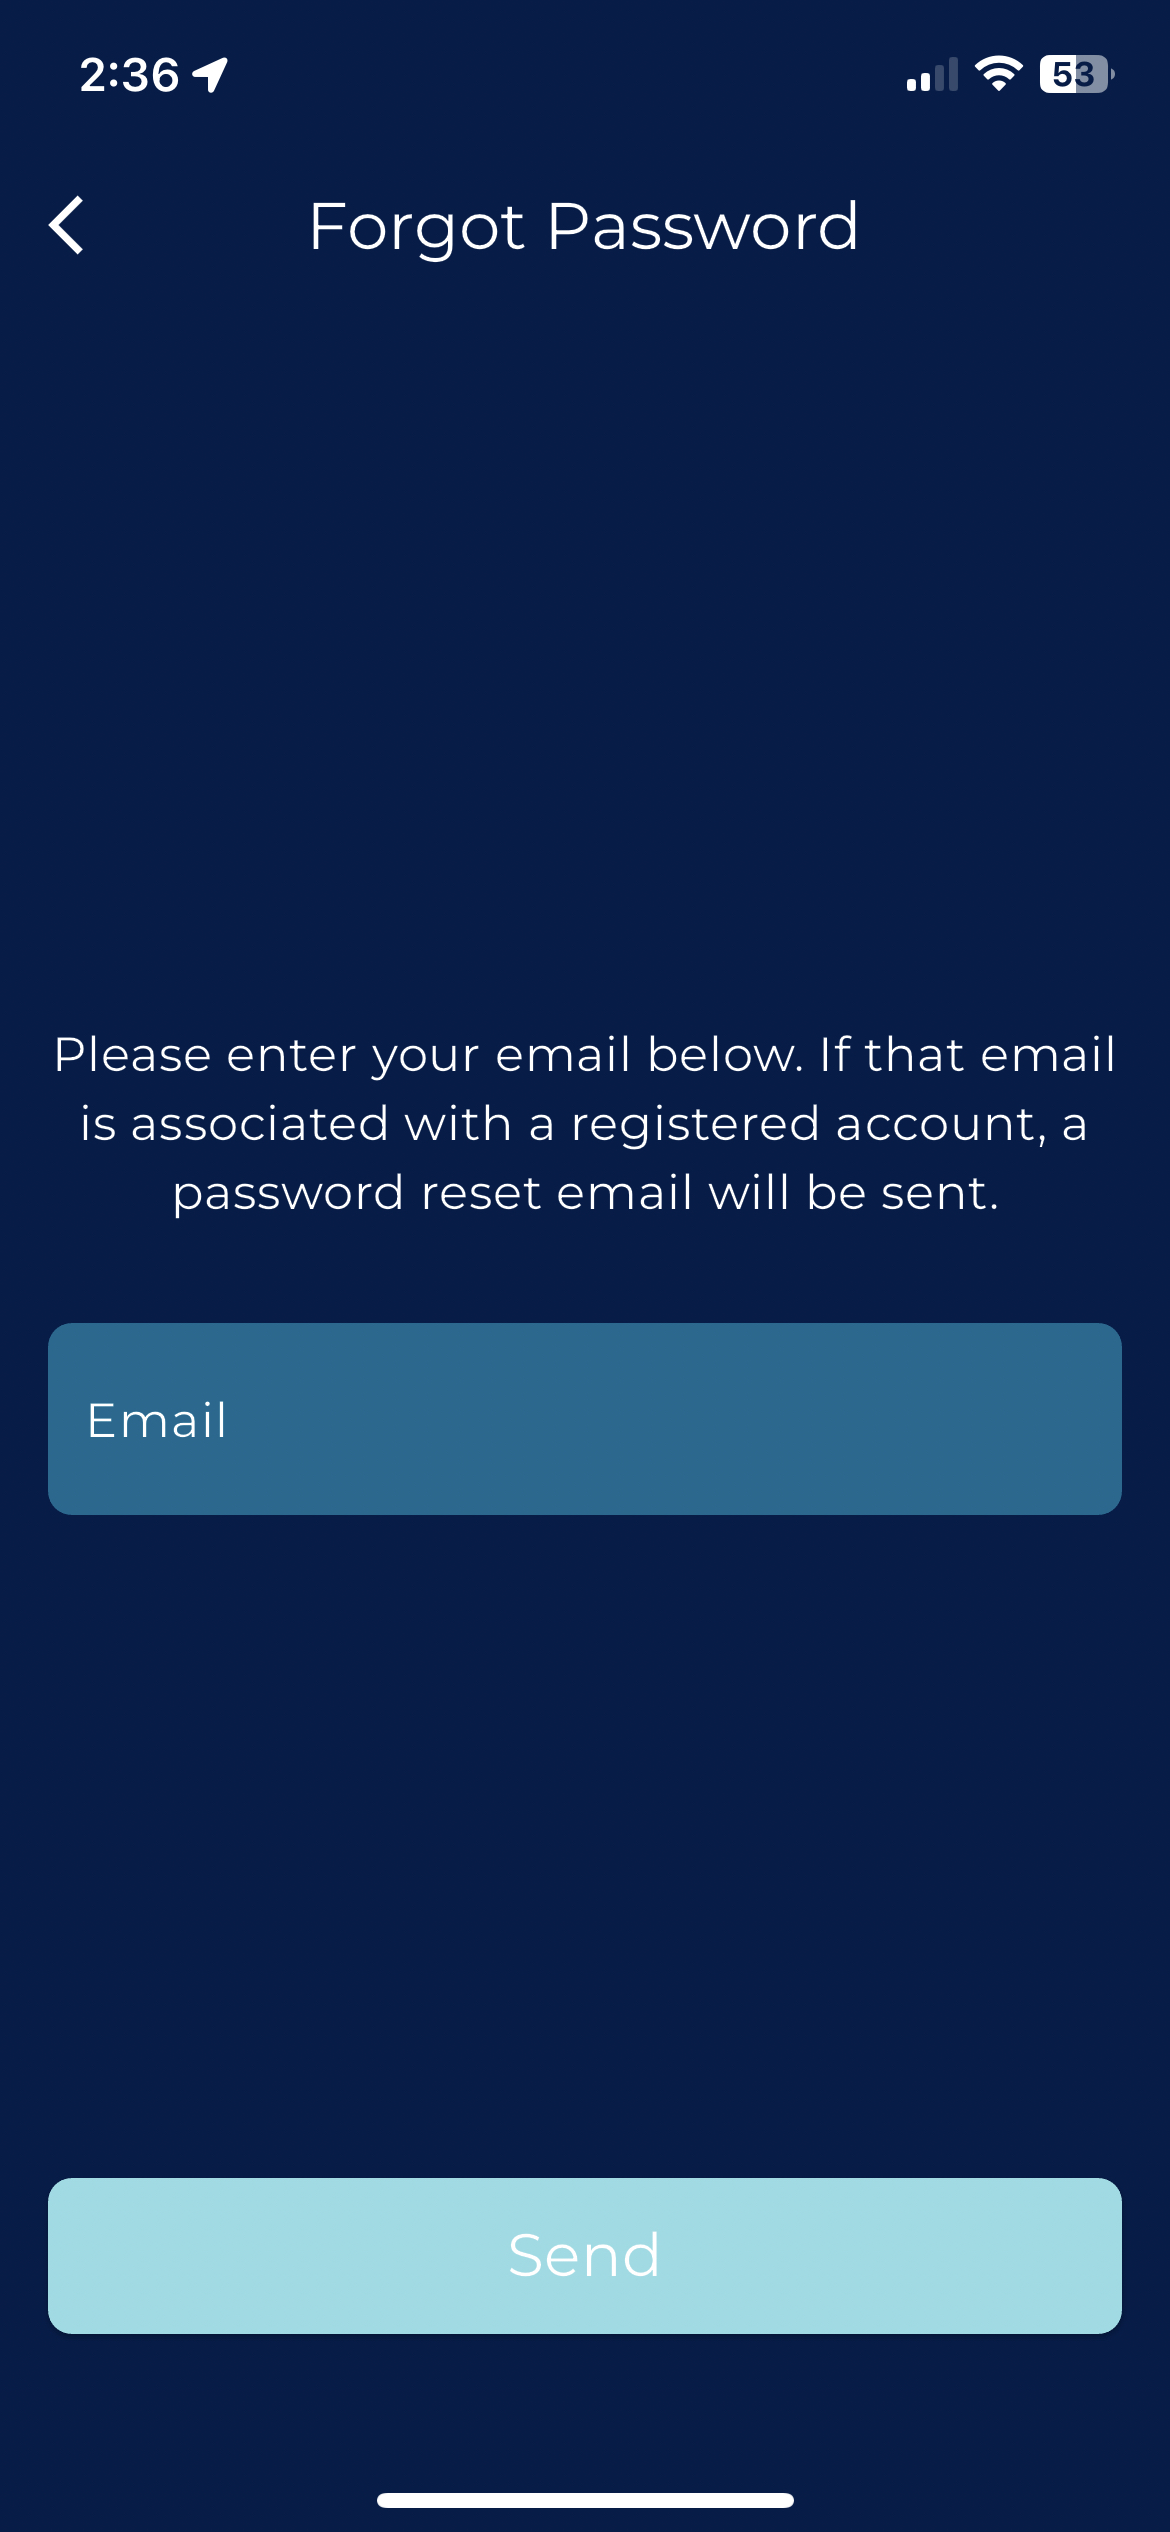 2:36
53
Forgot Password
Please enter your email below. If that email
is associated with a registered account, a
password reset email will be sent.
Email
Send